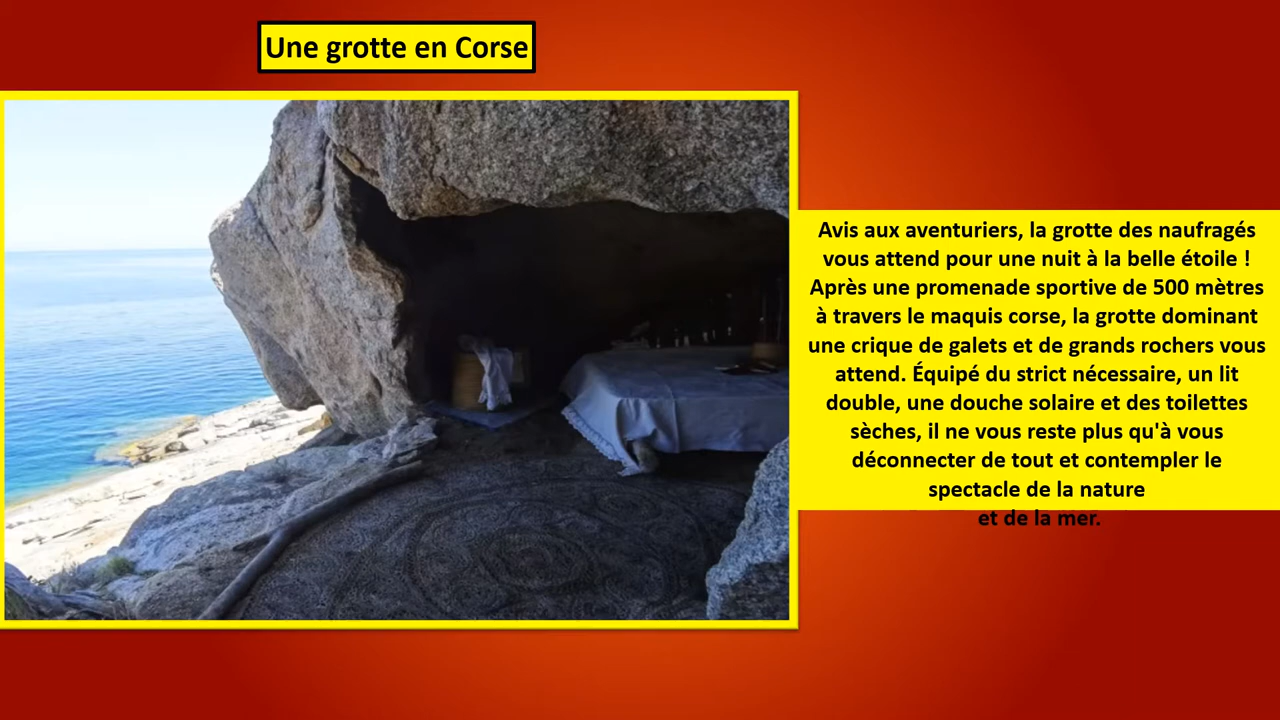 Une grotte en Corse
Avis aux aventuriers, la grotte des naufragés
vous attend pour une nuit à la belle étoile !
Après une promenade sportive de 500 mètres
à travers le maquis corse, la grotte dominant
une crique de galets et de grands rochers vous
attend. Équipé du strict nécessaire, un lit
double, une douche solaire et des toilettes
sèches, il ne vous reste plus qu'à vous
déconnecter de tout et contempler le
spectacle de la nature
et de la mer.